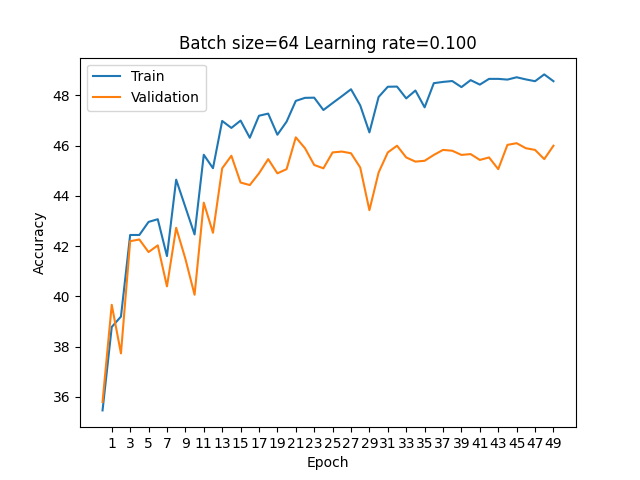 Batch size=64 Learning rate=0.100
Train
Validation
48
46
44
42
40
38
36
Accuracy
1 3 5 7 9 11 13 15 17 19 21 23 25 27 29 31 33 35 37 39 41 43 45 47 49
Epoch